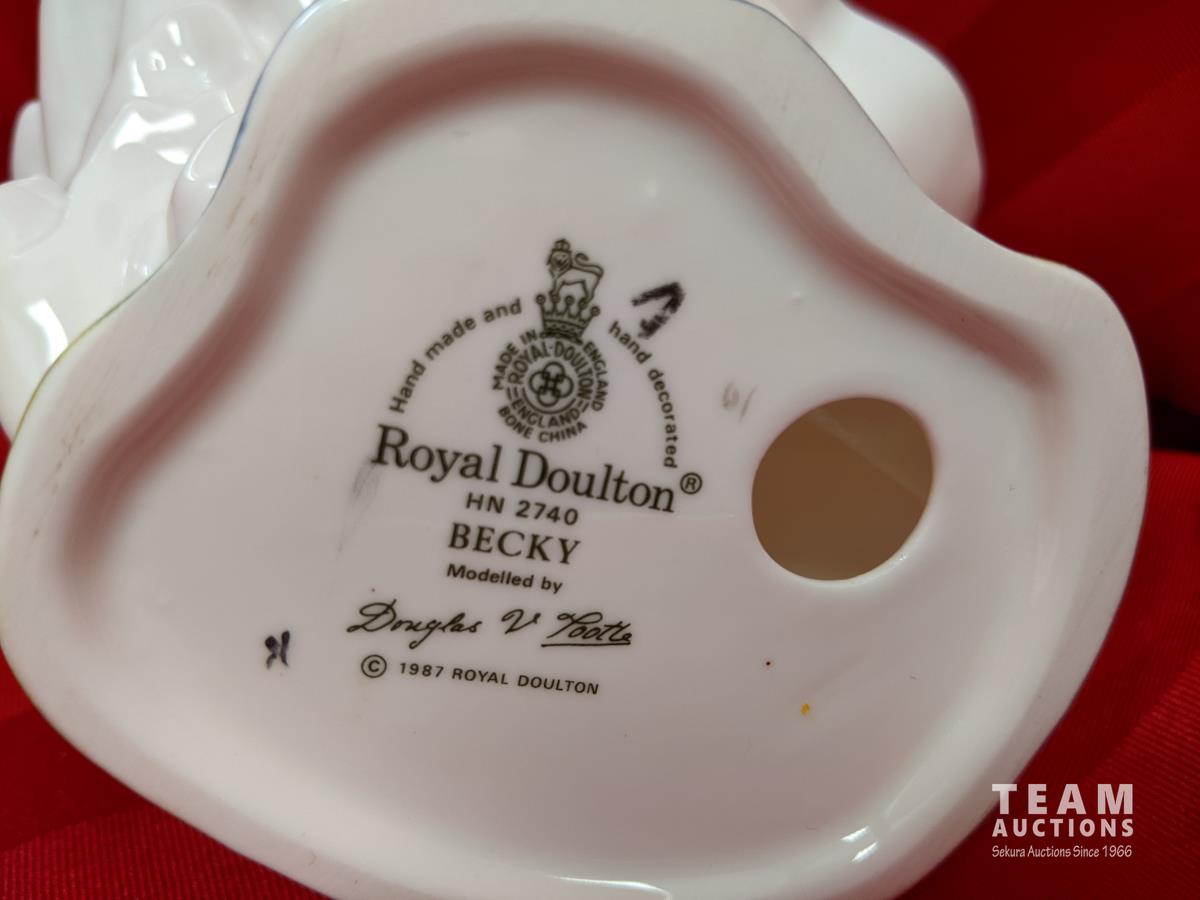 Hand made and hand decorated
MADE IN ENGLAND
ROYAL·DOULTON
ENGLAND
BONE CHINA
Royal Doulton®
HN 2740
BECKY
Modelled by
Douglas V Tootle
© 1987 ROYAL DOULTON
TEAM
AUCTIONS
Sekura Auctions Since 1966